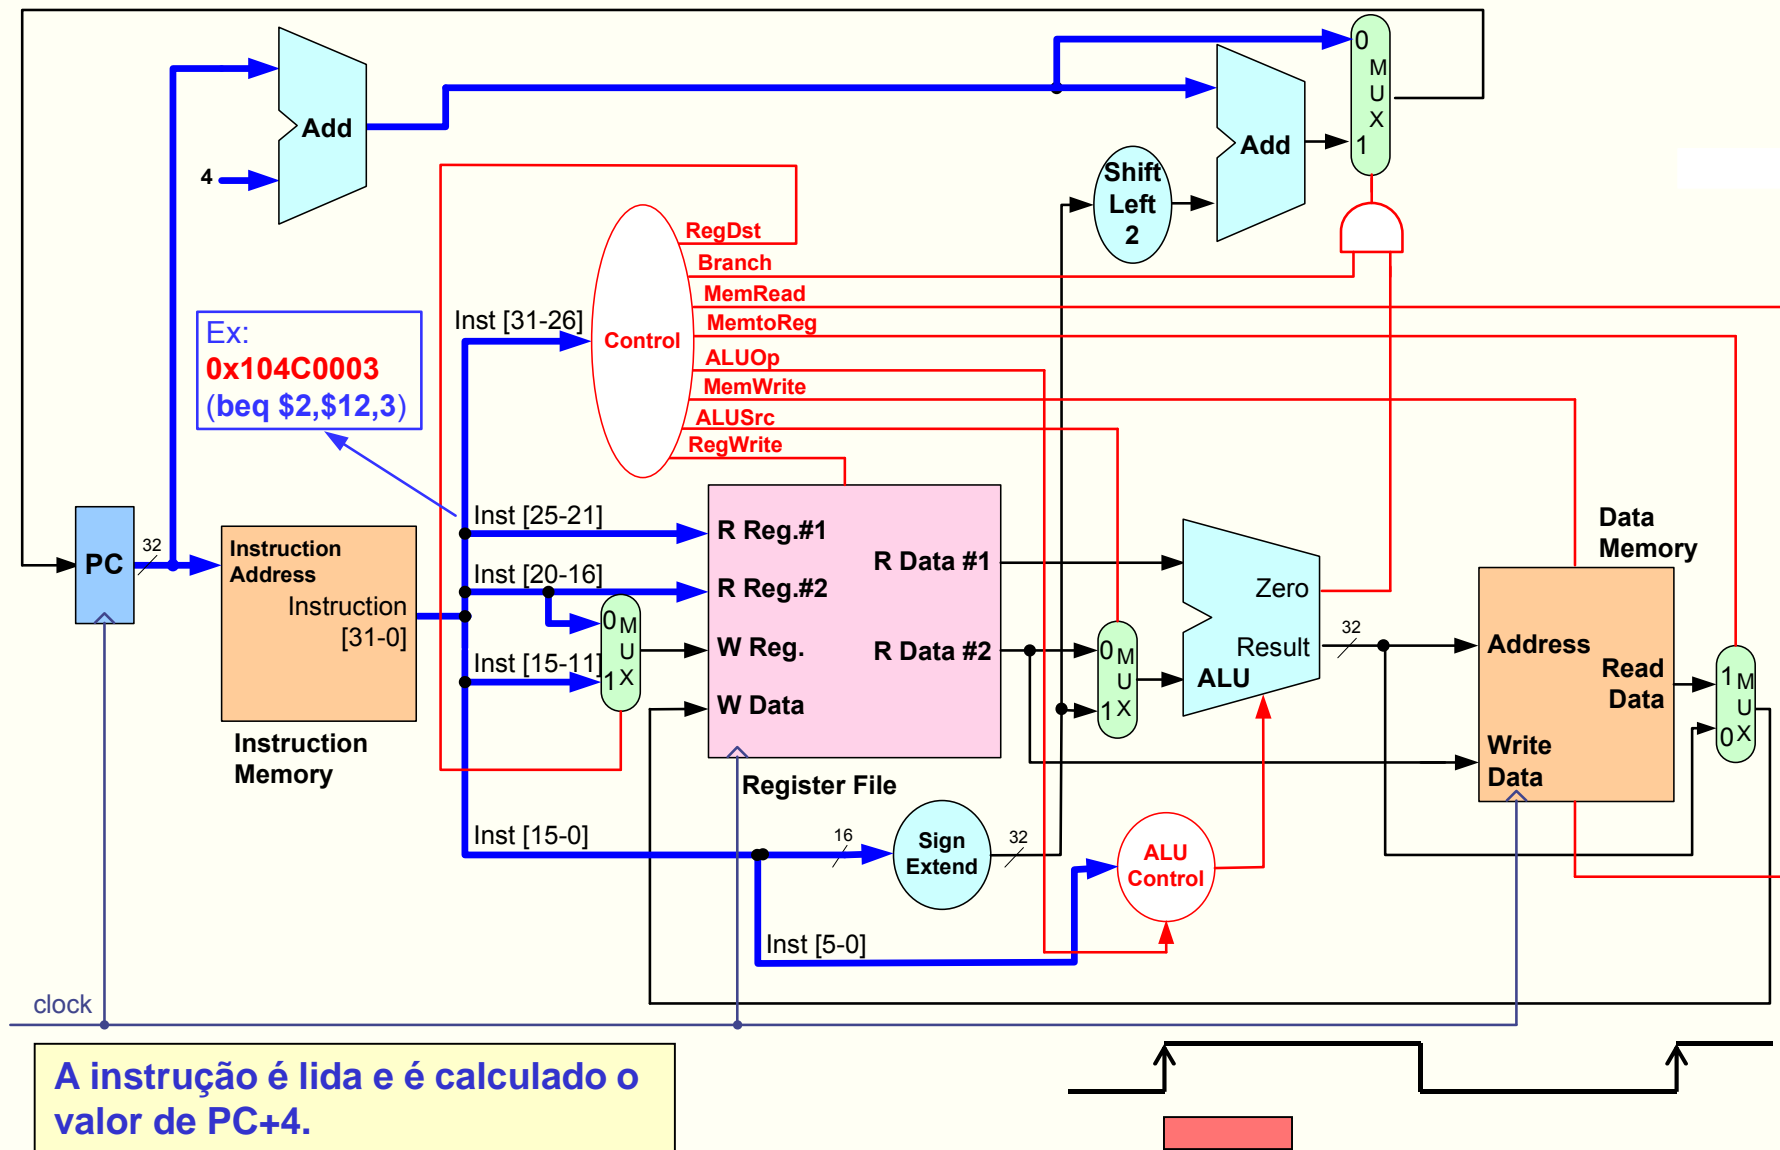 0
M
U
X
1
Add
4
Add
Shift
Left
2
RegDst
Branch
MemRead
MemtoReg
ALUOp
MemWrite
ALUSrc
RegWrite
Control
Inst [31-26]
Ex:
0x104C0003
(beq $2,$12,3)
PC
32
Instruction
Address
Instruction
[31-0]
Instruction
Memory
Inst [25-21]
Inst [20-16]
Inst [15-11]
Inst [15-0]
Inst [5-0]
0
M
U
1 X
R Reg.#1
R Reg.#2
W Reg.
W Data
R Data #1
R Data #2
Register File
16
Sign
Extend
32
0
M
U
1 X
Zero
Result
ALU
32
ALU
Control
Data
Memory
Address
Read
Data
Write
Data
1
M
U
0 X
clock
A instrução é lida e é calculado o
valor de PC+4.